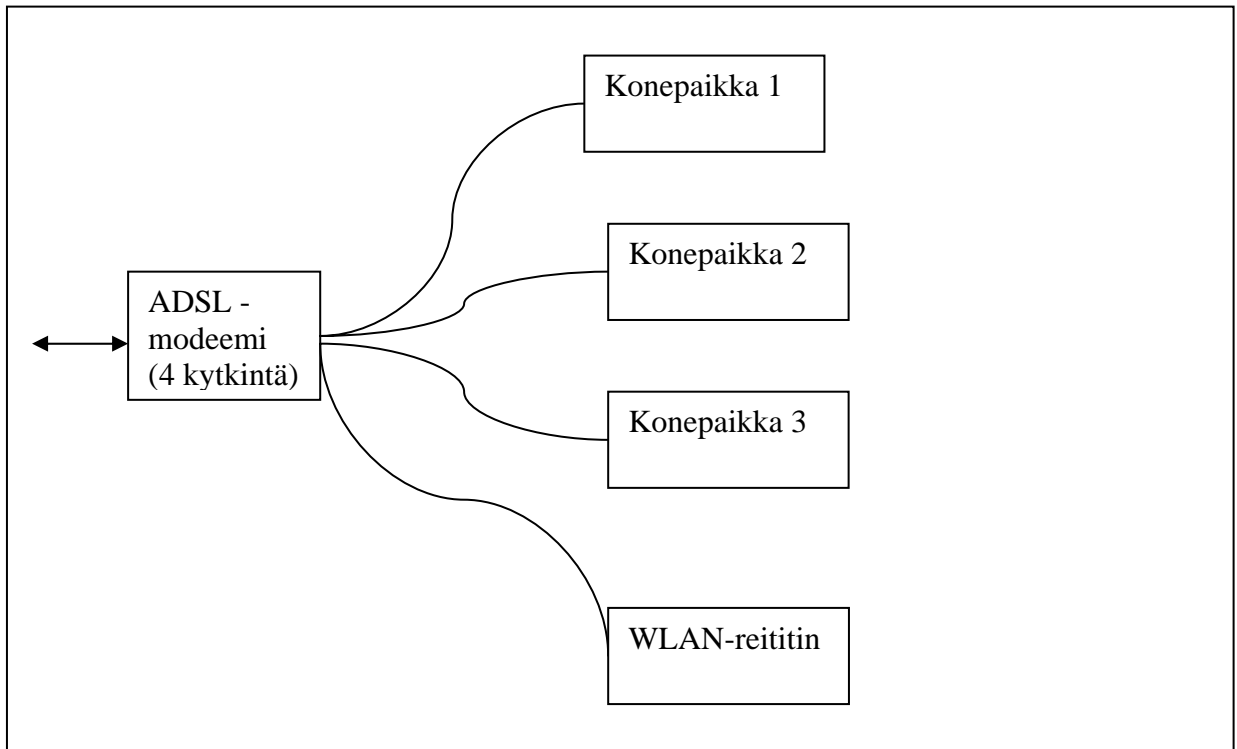 Konepaikka 1
Konepaikka 2
ADSL -
modeemi
(4 kytkintä)
Konepaikka 3
WLAN-reititin